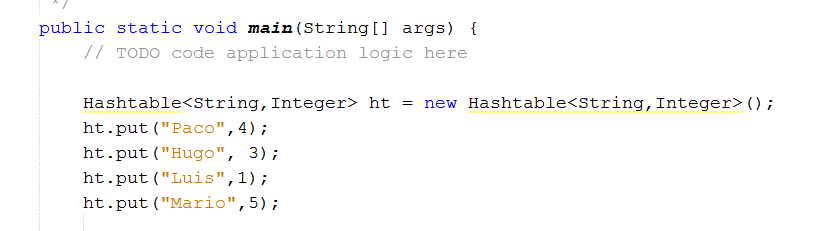 */
public static void main(String[] args) {
// TODO code application logic here
Hashtable<String,Integer> ht = new Hashtable<String,Integer>();
ht.put("Paco",4);
ht.put("Hugo", 3);
ht.put("Luis",1);
ht.put("Mario",5);